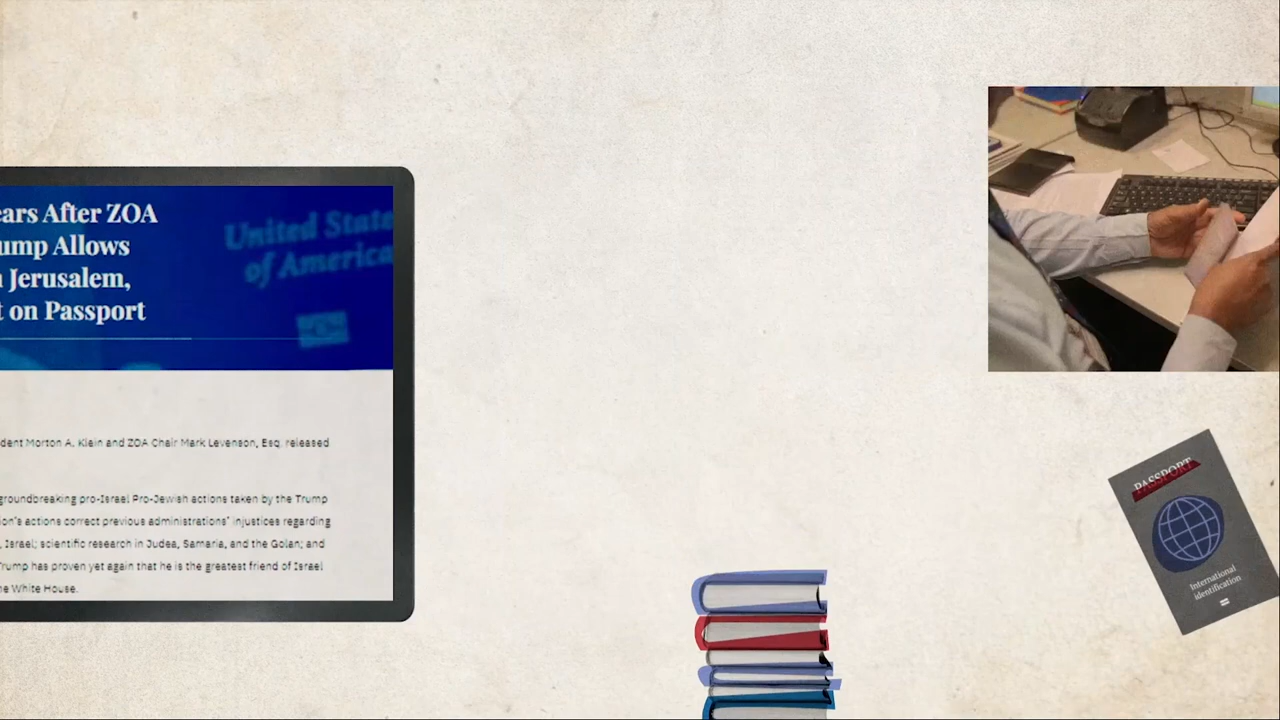 ears After ZOA
ump Allows
Jerusalem,
on Passport
United State
of America
dent Morton A. Klein and ZOA Chair Mark Levenson, Esq. released
groundbreaking pro-Israel Pro-Jewish actions taken by the Trump
ion's actions correct previous administrations' injustices regarding
, Israel; scientific research in Judea, Samaria, and the Golan; and
Trump has proven yet again that he is the greatest friend of Israel
he White House.
PASSPORT
International
identification